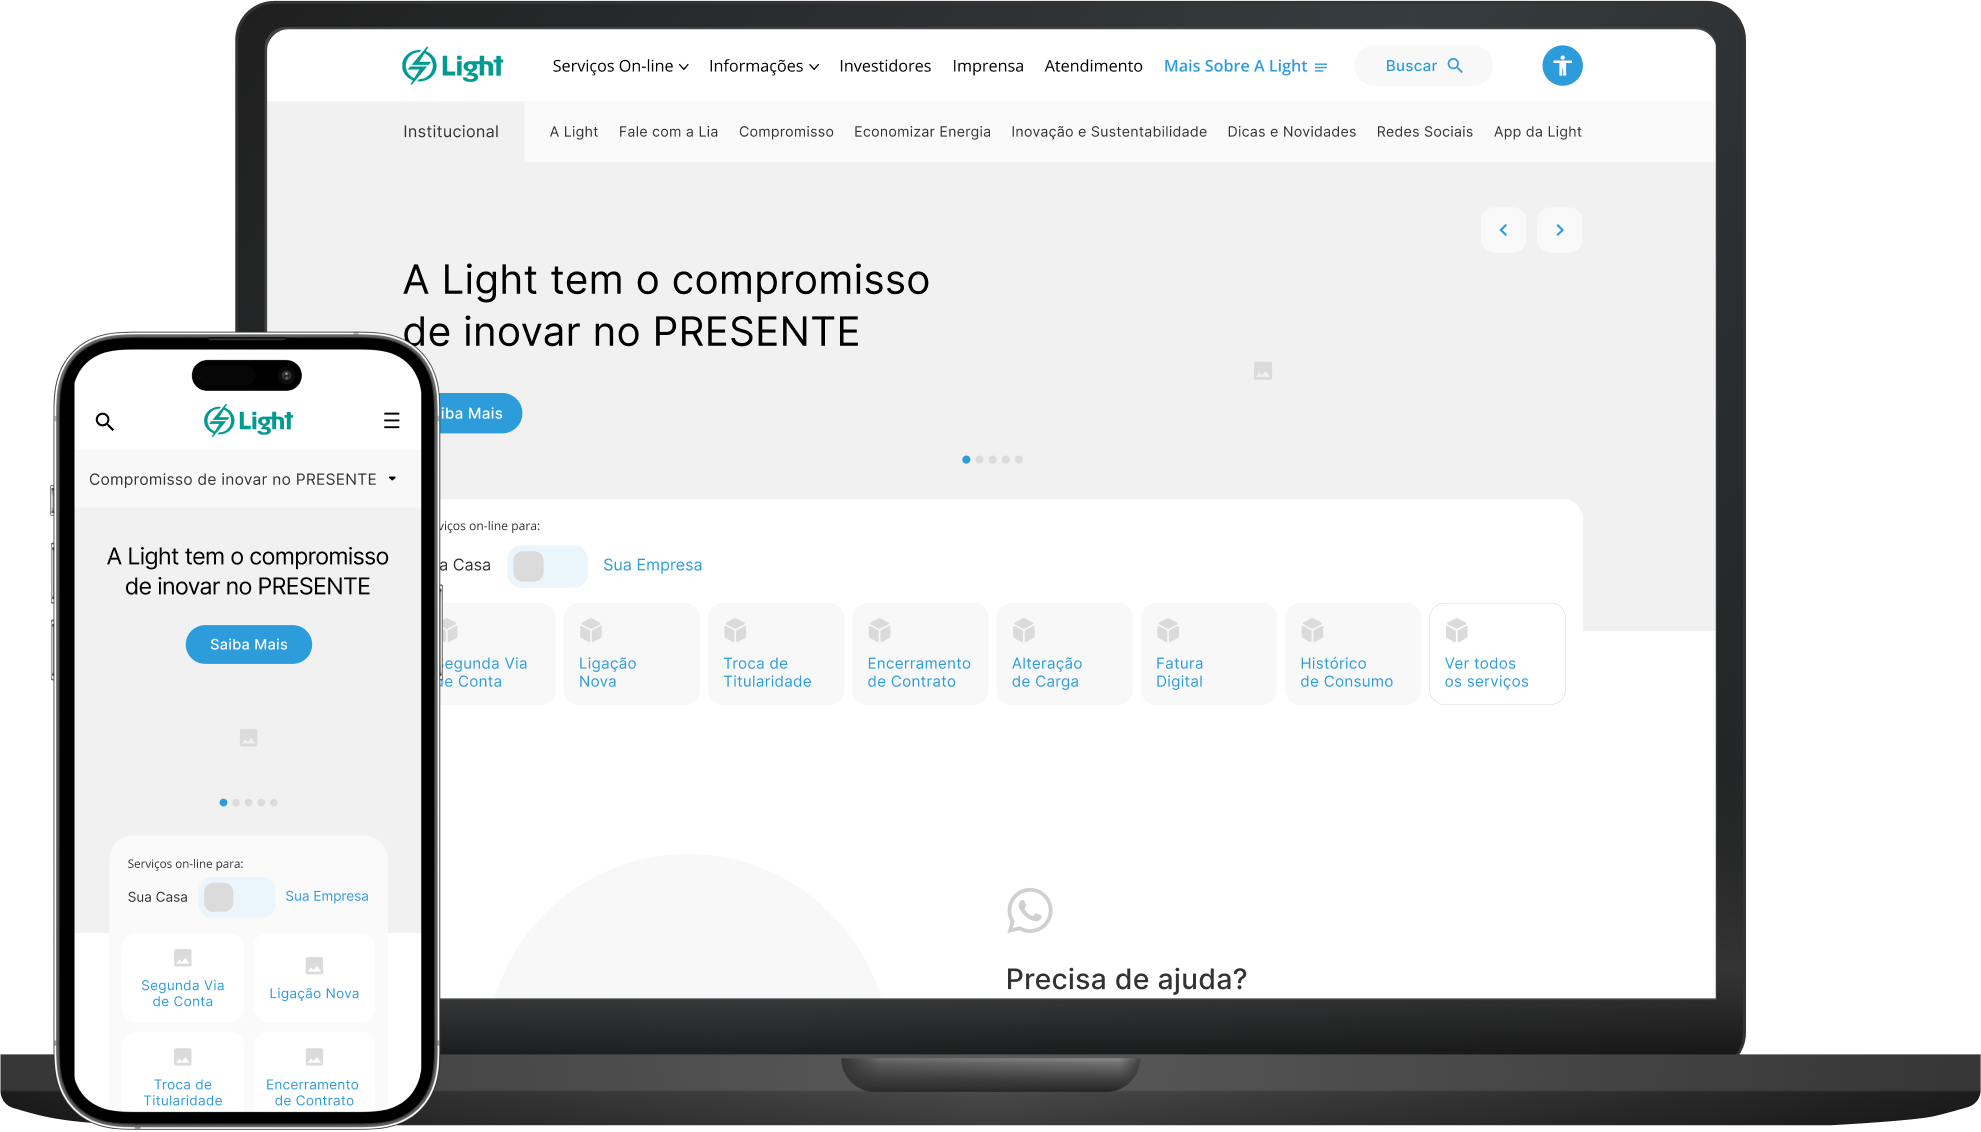 Light
Serviços On-line
Informações
Investidores
Imprensa
Atendimento
Mais Sobre A Light
Buscar
Institucional
A Light
Fale com a Lia
Compromisso
Economizar Energia
Inovação e Sustentabilidade
Dicas e Novidades
Redes Sociais
App da Light
A Light tem o compromisso
de inovar no PRESENTE
iba Mais
viços on-line para:
a Casa
Sua Empresa
egunda Via
de Conta
Ligação
Nova
Troca de
Titularidade
Encerramento
de Contrato
Alteração
de Carga
Fatura
Digital
Histórico
de Consumo
Ver todos
os serviços
Precisa de ajuda?
Light
Compromisso de inovar no PRESENTE
A Light tem o compromisso
de inovar no PRESENTE
Saiba Mais
Serviços on-line para:
Sua Casa
Sua Empresa
Segunda Via
de Conta
Ligação Nova
Troca de
Titularidade
Encerramento
de Contrato